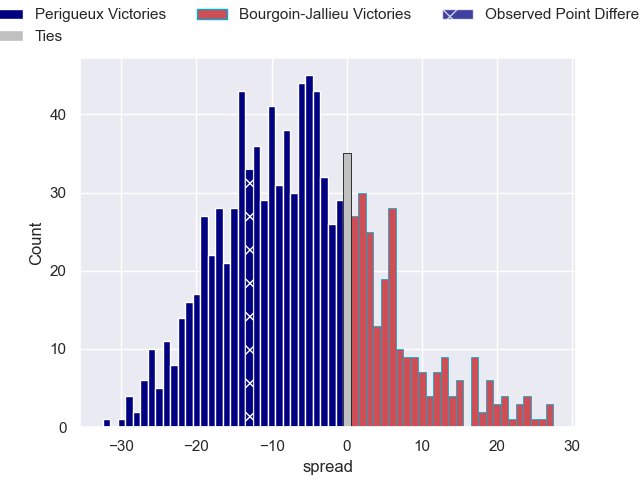 Perigueux Victories
Bourgoin-Jallieu Victories
Observed Point Differe
Ties
40
30
20
10
0
Count
−30
−20
−10
0
10
20
30
spread